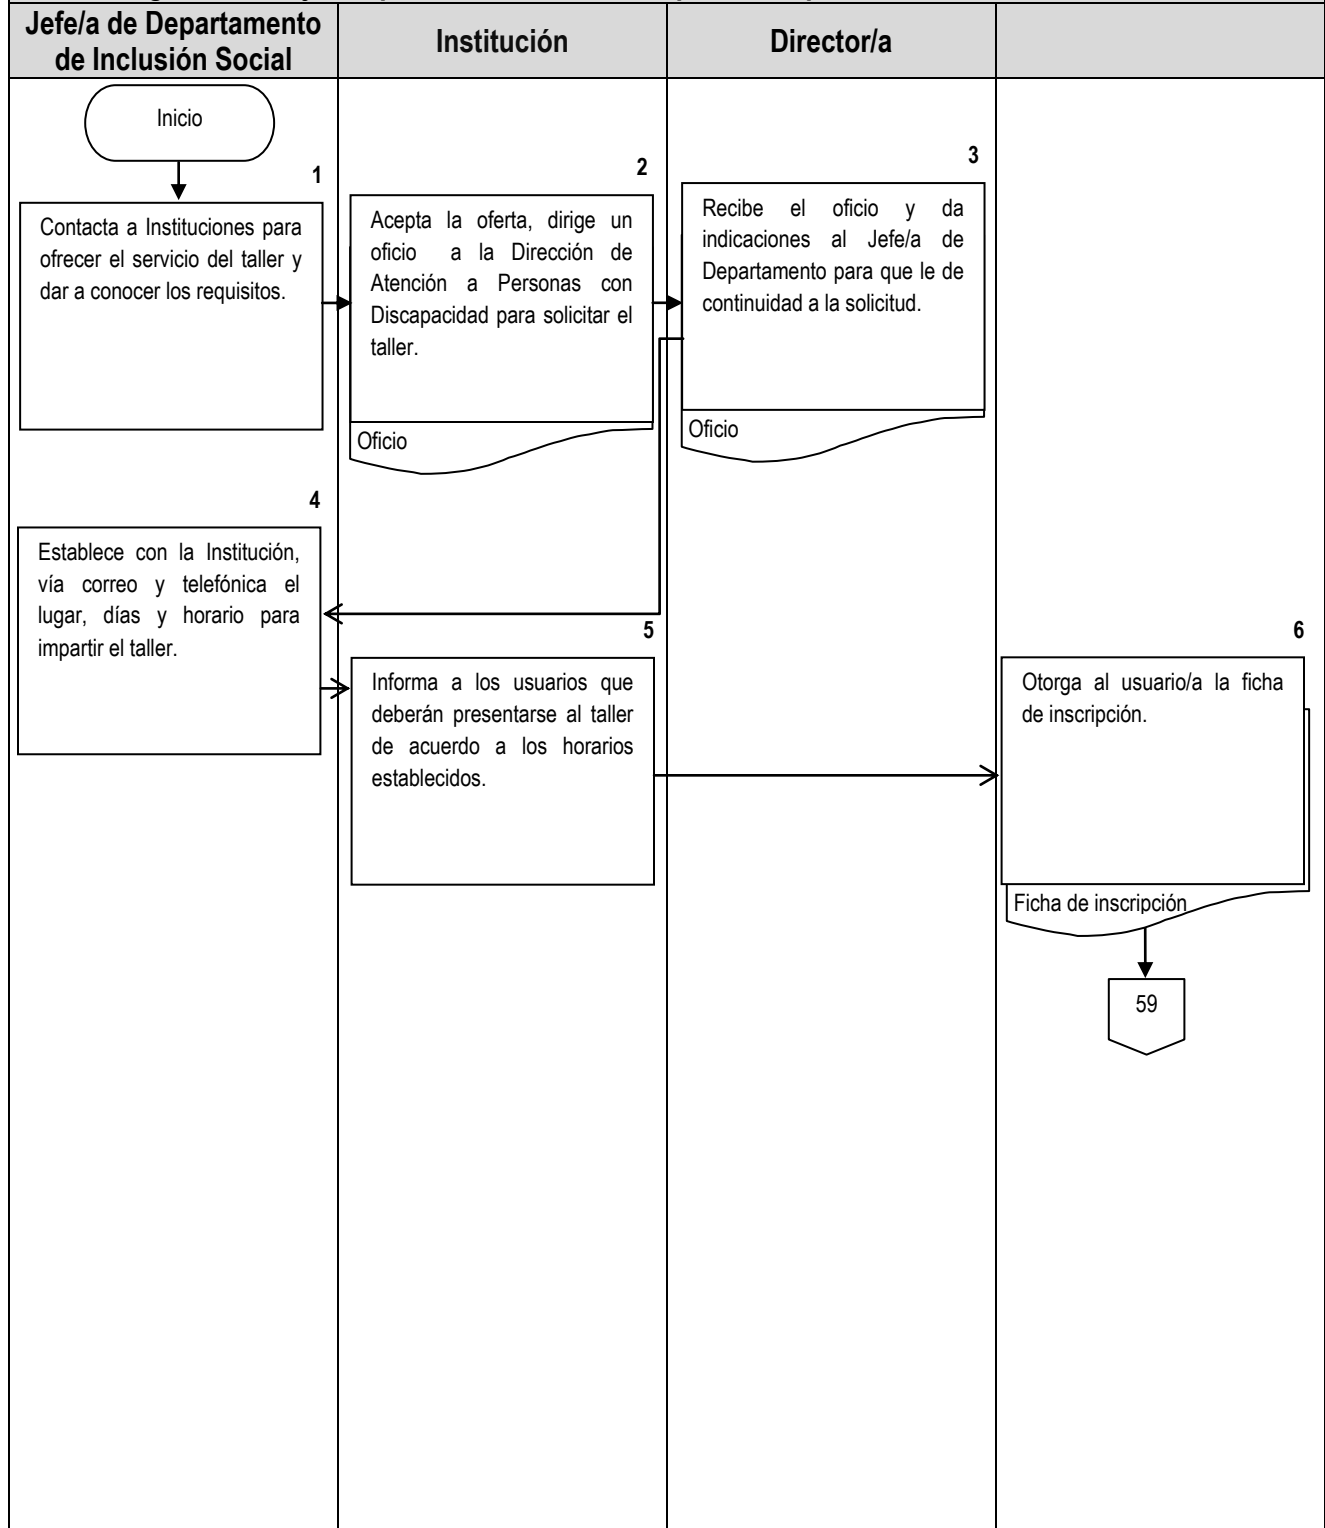 Jefe/a de Departamento
de Inclusión Social
Institución
Director/a
Inicio
1
Contacta a Instituciones para
ofrecer el servicio del taller y
dar a conocer los requisitos.
2
Acepta la oferta, dirige un
oficio a la Dirección de
Atención a Personas con
Discapacidad para solicitar el
taller.
Oficio
3
Recibe el oficio y da
indicaciones al Jefe/a de
Departamento para que le de
continuidad a la solicitud.
Oficio
4
Establece con la Institución,
vía correo y telefónica el
lugar, días y horario para
impartir el taller.
5
Informa a los usuarios que
deberán presentarse al taller
de acuerdo a los horarios
establecidos.
6
Otorga al usuario/a la ficha
de inscripción.
Ficha de inscripción
59